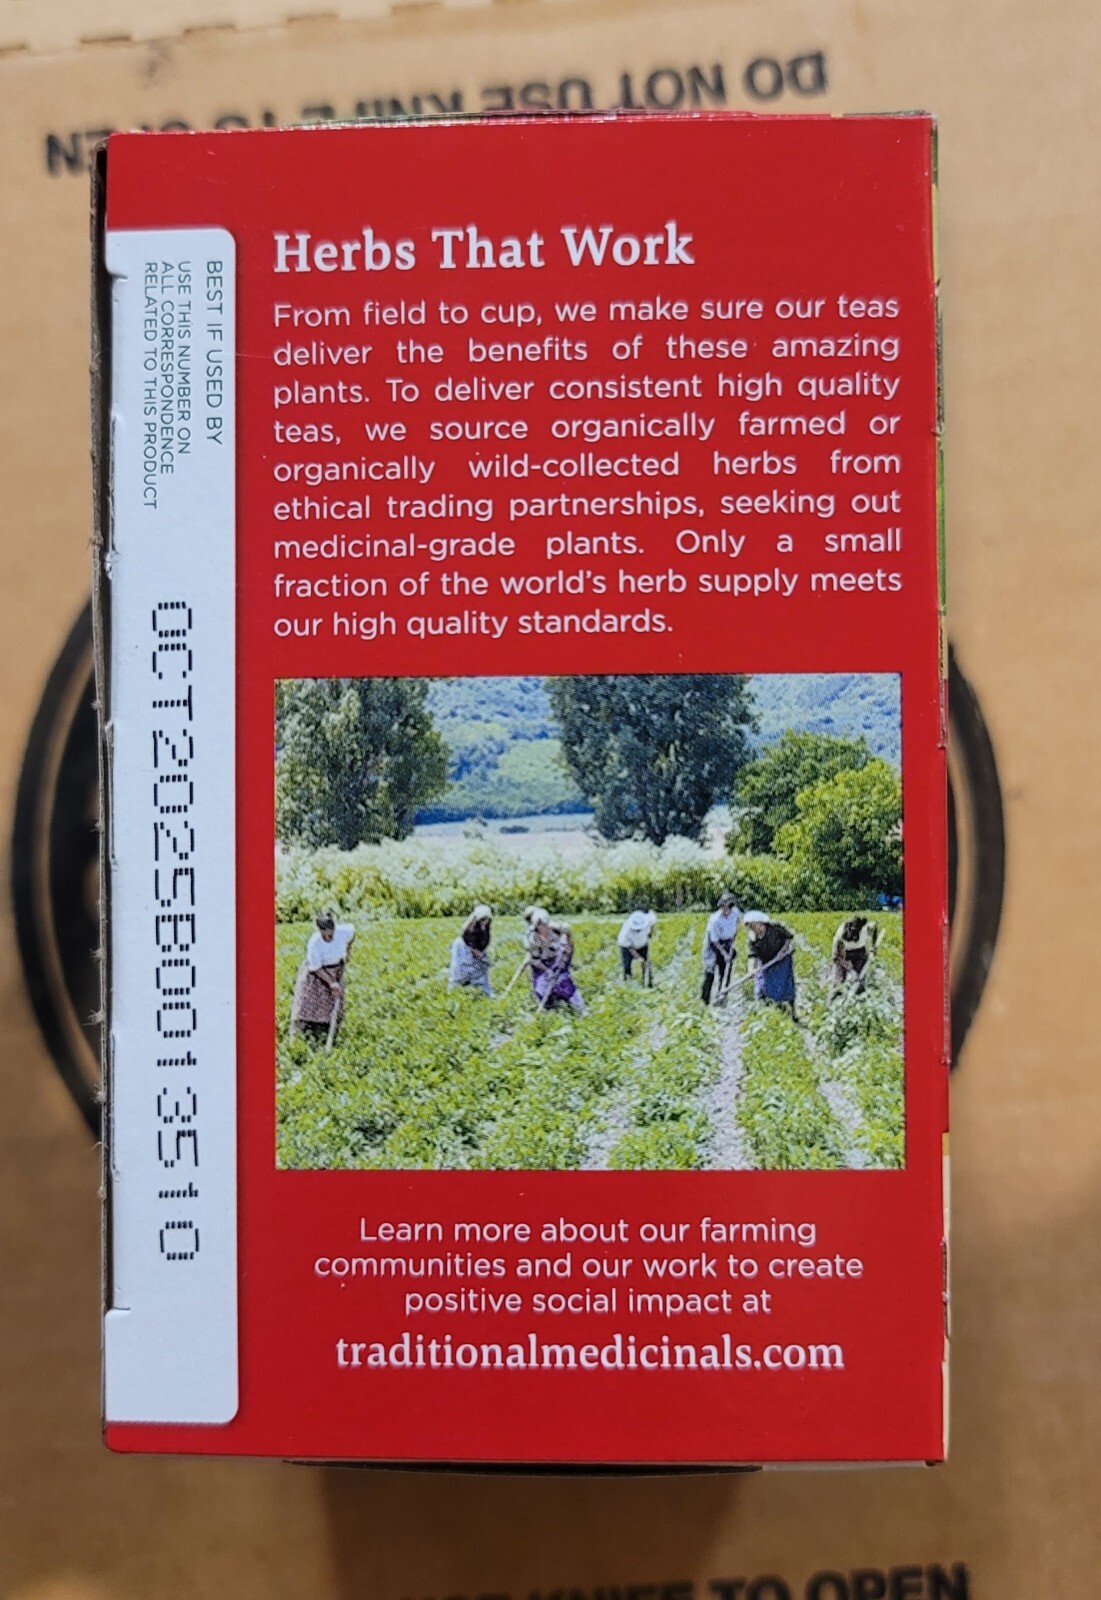 DO NOT USE KNIFE TO OPEN
Herbs That Work
From field to cup, we make sure our teas
deliver the benefits of these amazing
plants. To deliver consistent high quality
teas, we source organically farmed or
organically wild-collected herbs from
ethical trading partnerships, seeking out
medicinal-grade plants. Only a small
fraction of the world's herb supply meets
our high quality standards.
Learn more about our farming
communities and our work to create
positive social impact at
traditionalmedicinals.com
BEST IF USED BY
USE THIS NUMBER ON
ALL CORRESPONDENCE
RELATED TO THIS PRODUCT
OCT2025B0013510
KNIFE TO OPEN